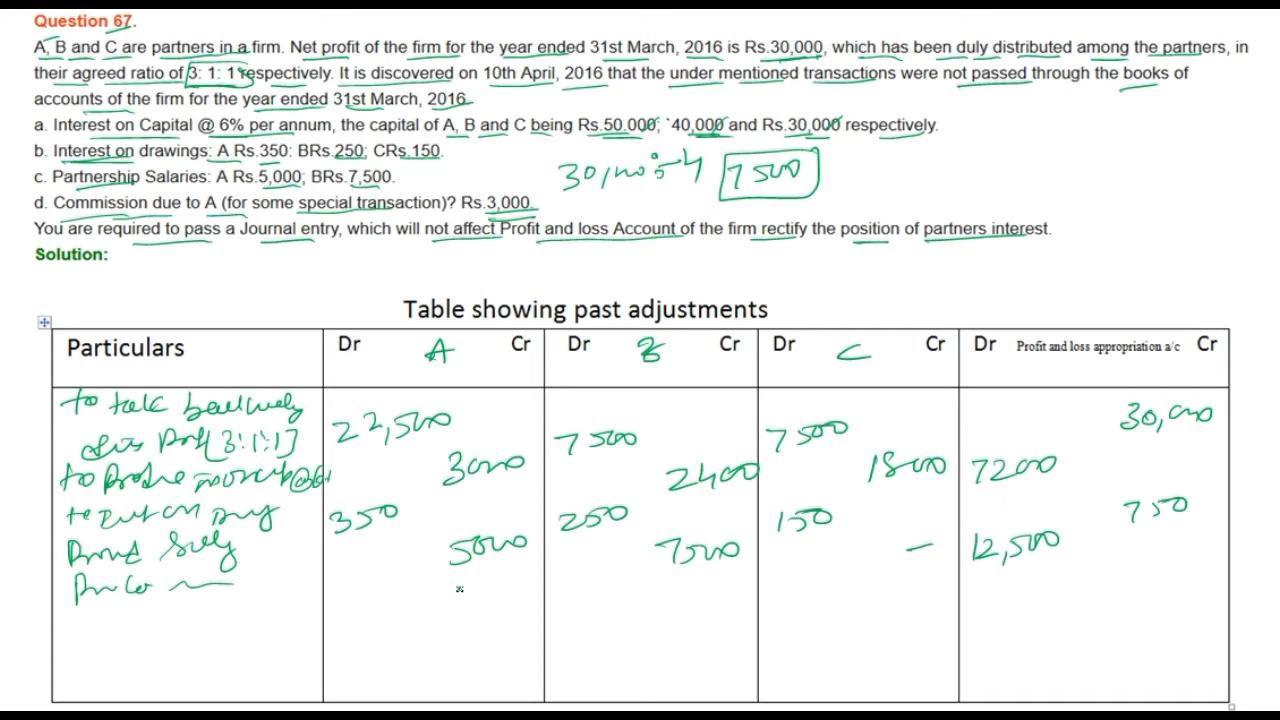 Question 67.
A, B and C are partners in a firm. Net profit of the firm for the year ended 31st March, 2016 is Rs.30,000, which has been duly distributed among the partners, in
their agreed ratio of 3: 1: 1 respectively. It is discovered on 10th April, 2016 that the under mentioned transactions were not passed through the books of
accounts of the firm for the year ended 31st March, 2016.
a. Interest on Capital @ 6% per annum, the capital of A, B and C being Rs.50,000; `40,000 and Rs.30,000 respectively.
b. Interest on drawings: A Rs.350: BRs.250; CRs.150.
c. Partnership Salaries: A Rs.5,000; BRs.7,500.
d. Commission due to A (for some special transaction)? Rs.3,000.
7500
You are required to pass a Journal entry, which will not affect Profit and loss Account of the firm rectify the position of partners interest.
Solution:
Table showing past adjustments
Particulars Dr A Cr Dr B Cr Dr C Cr Dr Profit and loss appropriation a/c Cr
to 22,500 7500 7500 30,000
[3:1:1]
to 3000 2400 1800 7200
on 350 250 150 750
5000 7500 – 12,500